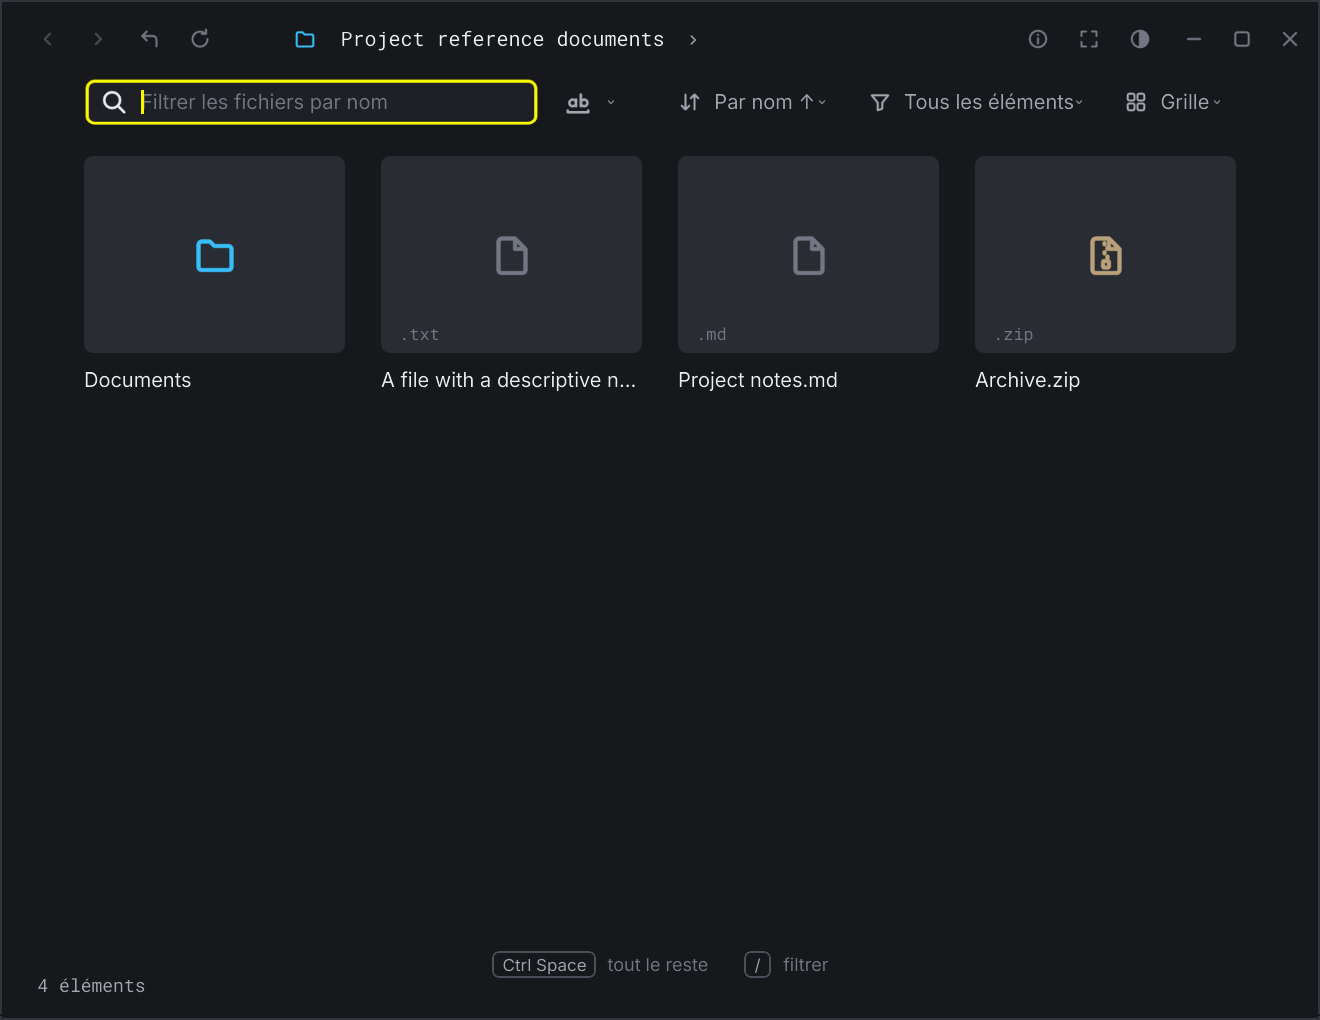 Project reference documents
Filtrer les fichiers par nom
ab
Par nom ↑
Tous les éléments
Grille
.txt
.md
.zip
Documents
A file with a descriptive n...
Project notes.md
Archive.zip
Ctrl Space tout le reste
/ filtrer
4 éléments